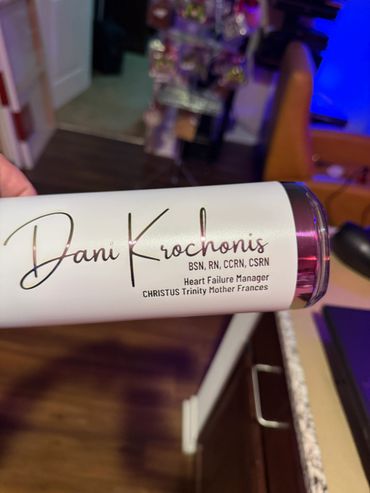 Dani Krochonis
BSN, RN, CCRN, CSRN
Heart Failure Manager
CHRISTUS Trinity Mother Frances